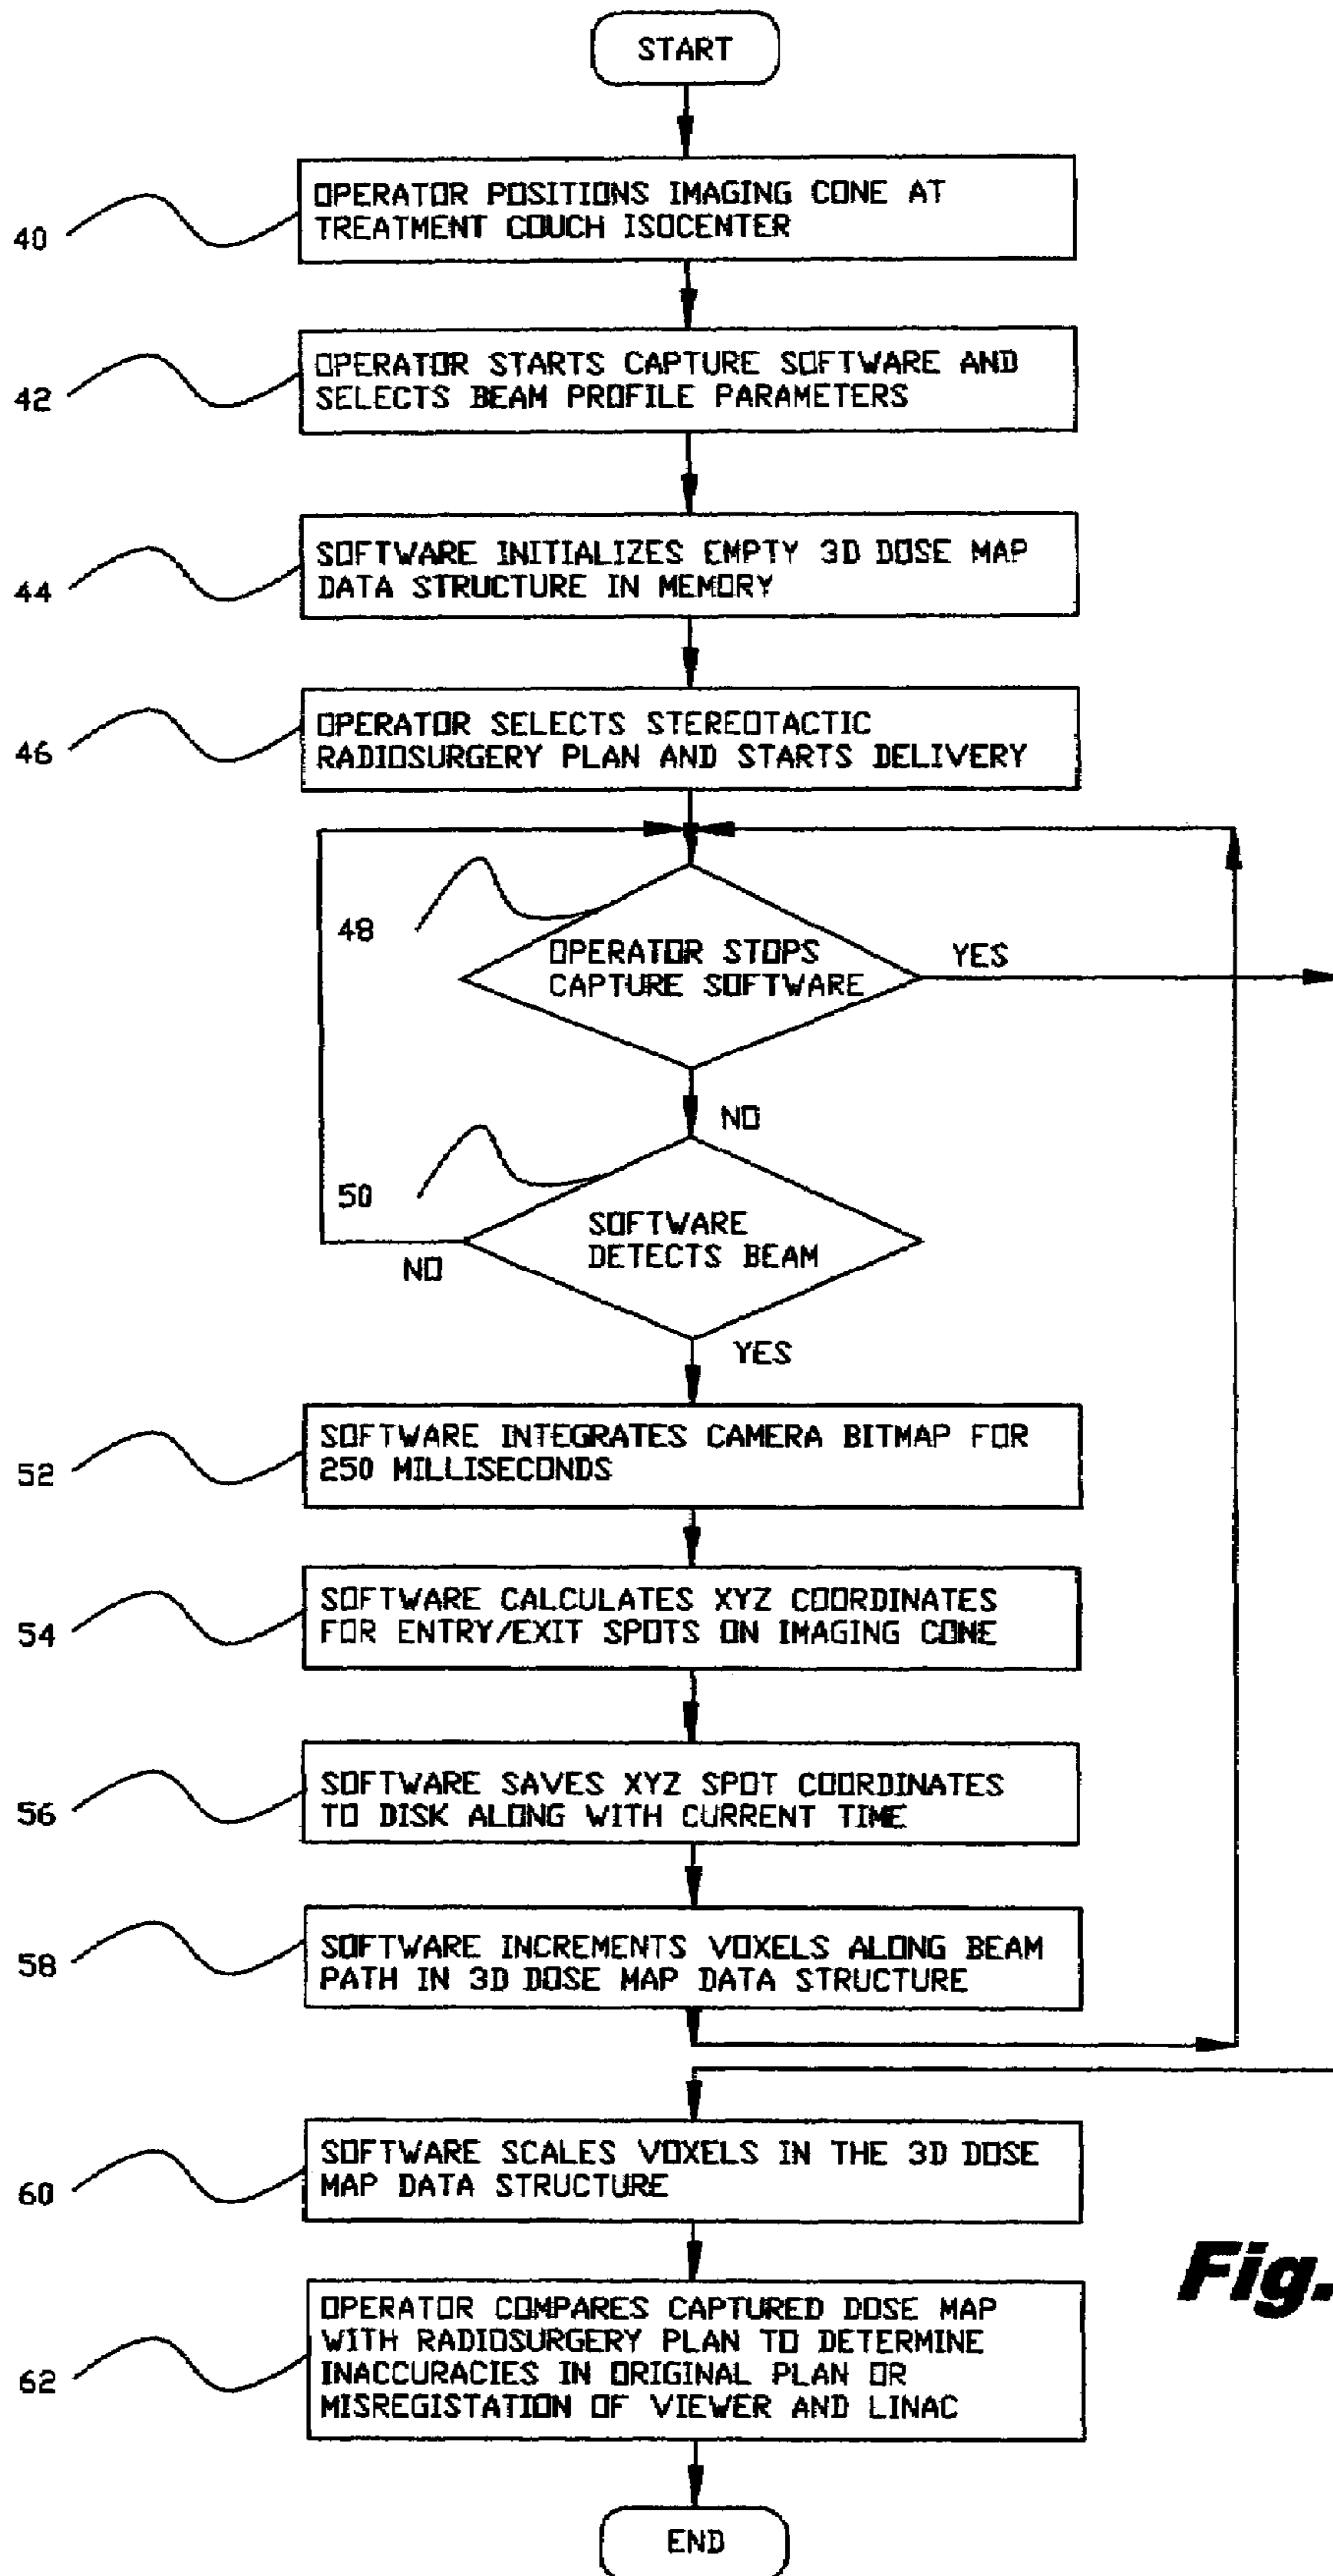 START
40
OPERATOR POSITIONS IMAGING CONE AT
TREATMENT COUCH ISOCENTER
42
OPERATOR STARTS CAPTURE SOFTWARE AND
SELECTS BEAM PROFILE PARAMETERS
44
SOFTWARE INITIALIZES EMPTY 3D DOSE MAP
DATA STRUCTURE IN MEMORY
46
OPERATOR SELECTS STEREOTACTIC
RADIOSURGERY PLAN AND STARTS DELIVERY
48
OPERATOR STOPS
CAPTURE SOFTWARE
YES
NO
50
SOFTWARE
DETECTS BEAM
NO
YES
52
SOFTWARE INTEGRATES CAMERA BITMAP FOR
250 MILLISECONDS
54
SOFTWARE CALCULATES XYZ COORDINATES
FOR ENTRY/EXIT SPOTS ON IMAGING CONE
56
SOFTWARE SAVES XYZ SPOT COORDINATES
TO DISK ALONG WITH CURRENT TIME
58
SOFTWARE INCREMENTS VOXELS ALONG BEAM
PATH IN 3D DOSE MAP DATA STRUCTURE
60
SOFTWARE SCALES VOXELS IN THE 3D DOSE
MAP DATA STRUCTURE
Fig.
62
OPERATOR COMPARES CAPTURED DOSE MAP
WITH RADIOSURGERY PLAN TO DETERMINE
INACCURACIES IN ORIGINAL PLAN OR
MISREGISTATION OF VIEWER AND LINAC
END